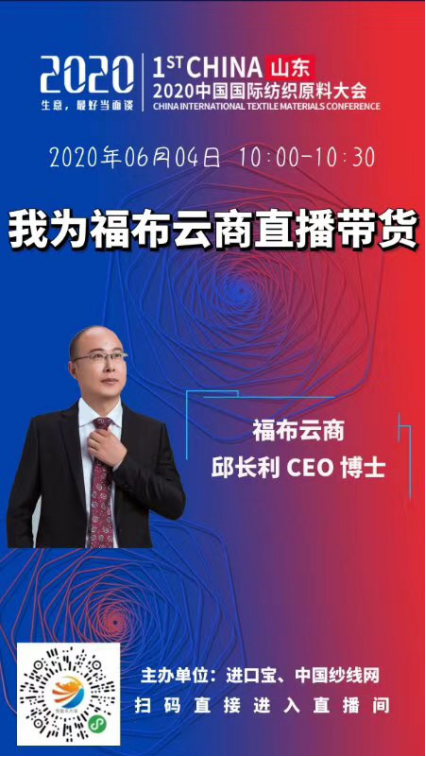 2020
生意，最好当面谈
1ST CHINA 山东
2020中国国际纺织原料大会
CHINA INTERNATIONAL TEXTILE MATERIALS CONFERENCE
2020年06月04日 10:00-10:30
我为福布云商直播带货
福布云商
邱长利 CEO 博士
主办单位：进口宝、中国纱线网
扫码直接进入直播间